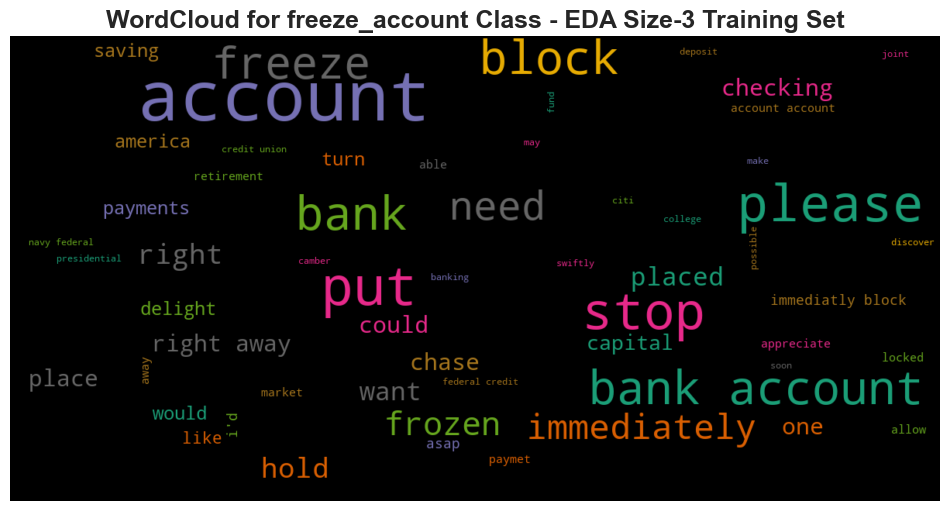 WordCloud for freeze_account Class - EDA Size-3 Training Set
saving
freeze
block
deposit
joint
account
checking
fund
account account
america
credit union
turn
able
may
make
retirement
payments
bank
need
citi
college
please
navy federal
presidential
right
camber
banking
swiftly
possible
discover
put
placed
delight
could
stop
immediatly block
right away
chase
capital
appreciate
locked
place
away
market
federal credit
want
soon
bank account
would
i'd
like
frozen
asap
immediately
one
allow
hold
paymet